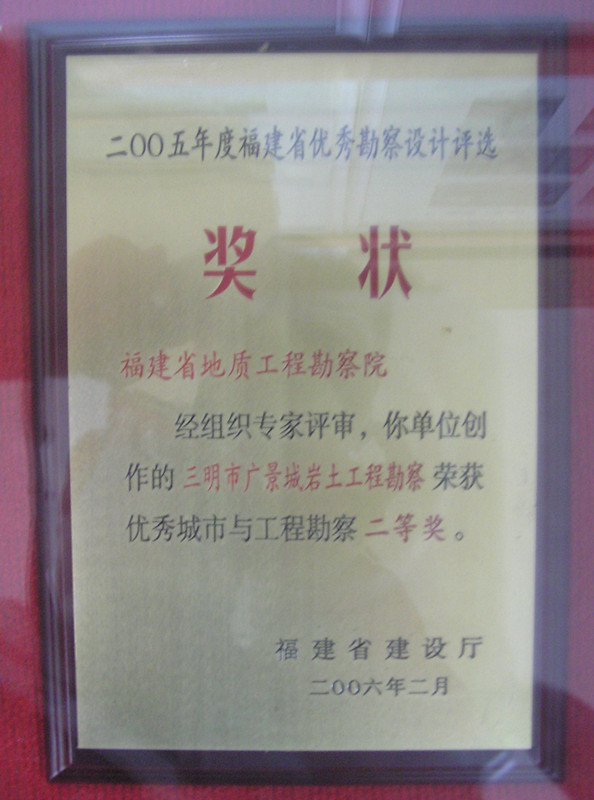 二〇〇五年度福建省优秀勘察设计评选
奖状
福建省地质工程勘察院
经组织专家评审，你单位创
作的三明市广景城岩土工程勘察荣获
优秀城市与工程勘察二等奖。
福建省建设厅
二〇〇六年二月